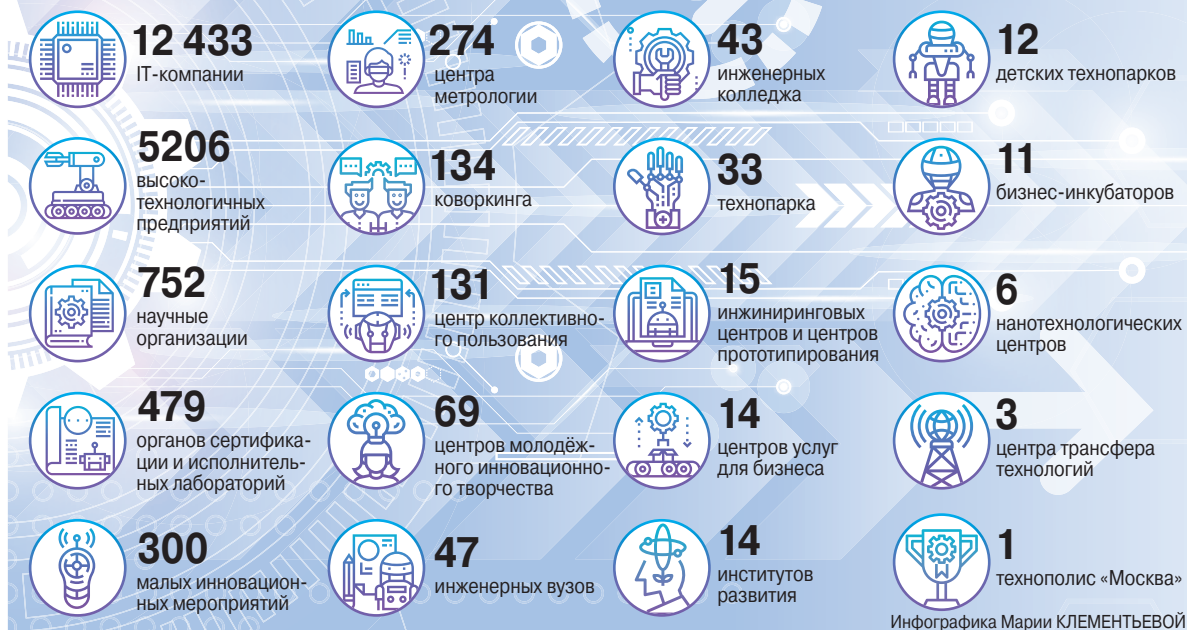 12 433
IT-компании
5206
высоко-
технологичных
предприятий
752
научные
организации
479
органов сертифика-
ции и исполнитель-
ных лабораторий
300
малых инновацион-
ных мероприятий
274
центра
метрологии
134
коворкинга
131
центр коллективно-
го пользования
69
центров молодёж-
ного инновационно-
го творчества
47
инженерных вузов
43
инженерных
колледжа
33
технопарка
15
инжиниринговых
центров и центров
прототипирования
14
центров услуг
для бизнеса
14
институтов
развития
12
детских технопарков
11
бизнес-инкубаторов
6
нанотехнологических
центров
3
центра трансфера
технологий
1
технополис «Москва»
Инфографика Марии КЛЕМЕНТЬЕВОЙ